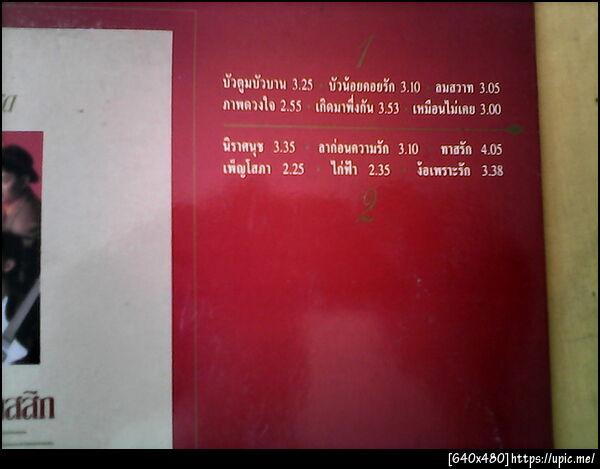 1
บัวตูมบัวบาน 3.25 บัวน้อยคอยรัก 3.10 ลมสวาท 3.05
ภาพดวงใจ 2.55 เกิดมาพึ่งกัน 3.53 เหมือนไม่เคย 3.00
นิราศนุช 3.35 ลาก่อนความรัก 3.10 ทาสรัก 4.05
เพ็ญโสภา 2.25 ไก่ฟ้า 2.35 ง้อเพราะรัก 3.38
2
[640x480]https://upic.me/